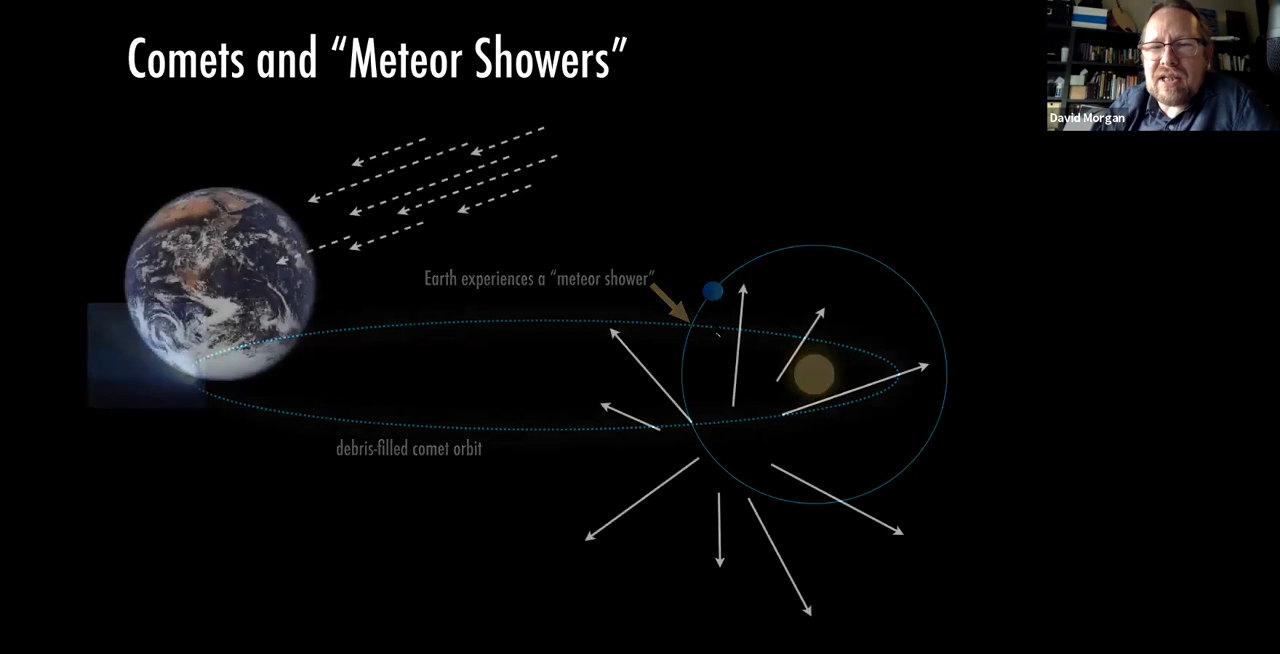 Comets and “Meteor Showers”
David Morgan
Earth experiences a “meteor shower”
debris-filled comet orbit